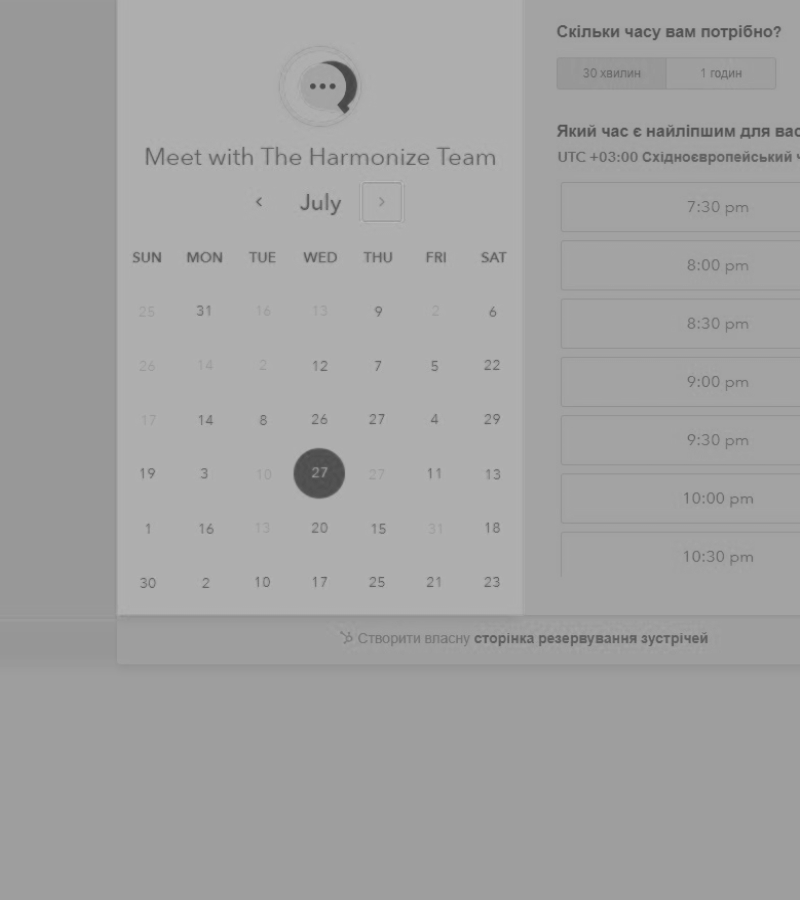 Meet with The Harmonize Team
July
SUN MON TUE WED THU FRI SAT
25 31 16 13 9 2 6
26 14 2 12 7 5 22
17 14 8 26 27 4 29
19 3 10 27 27 11 13
1 16 13 20 15 31 18
30 2 10 17 25 21 23
Скільки часу вам потрібно?
30 хвилин 1 годин
Який час є найліпшим для вас
UTC +03:00 Східноєвропейський
7:30 pm
8:00 pm
8:30 pm
9:00 pm
9:30 pm
10:00 pm
10:30 pm
Створити власну сторінка резервування зустрічей